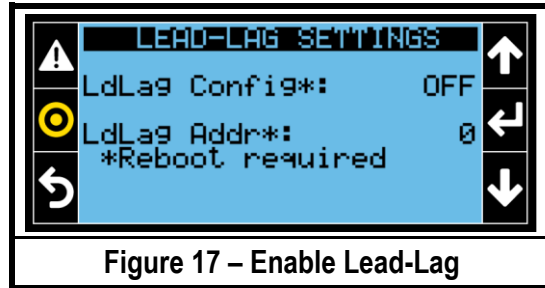 LEAD-LAG SETTINGS
LdLag Config*: OFF
LdLag Addr*: 0
*Reboot required
Figure 17 – Enable Lead-Lag